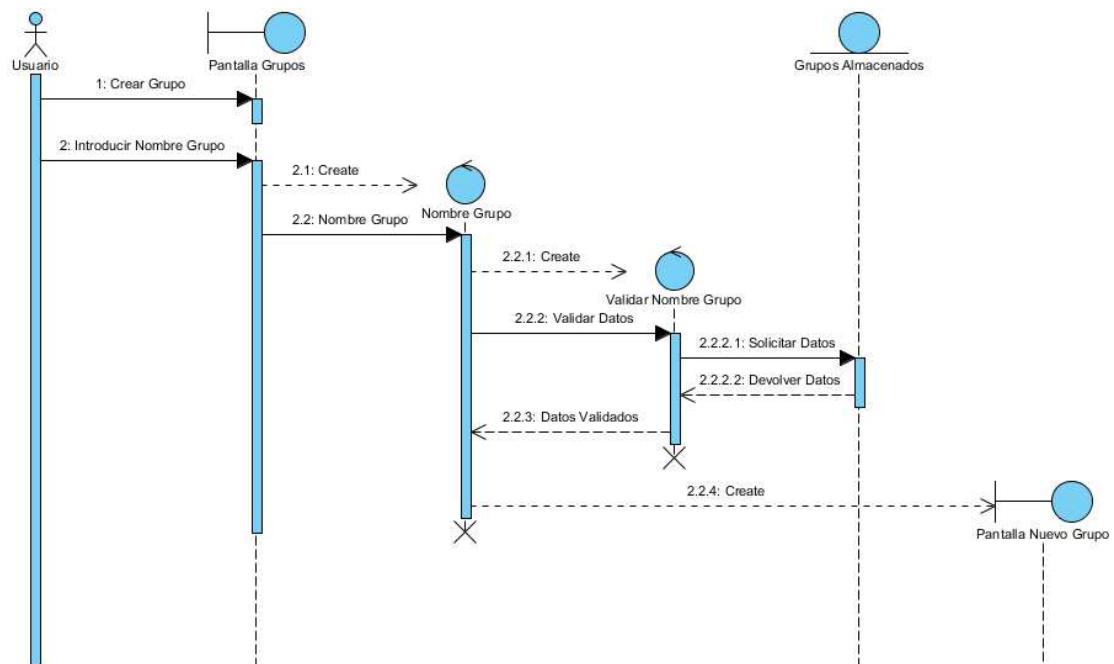 Usuario
Pantalla Grupos
Grupos Almacenados
1: Crear Grupo
2: Introducir Nombre Grupo
2.1: Create
Nombre Grupo
2.2: Nombre Grupo
2.2.1: Create
Validar Nombre Grupo
2.2.2: Validar Datos
2.2.2.1: Solicitar Datos
2.2.2.2: Devolver Datos
2.2.3: Datos Validados
2.2.4: Create
Pantalla Nuevo Grupo